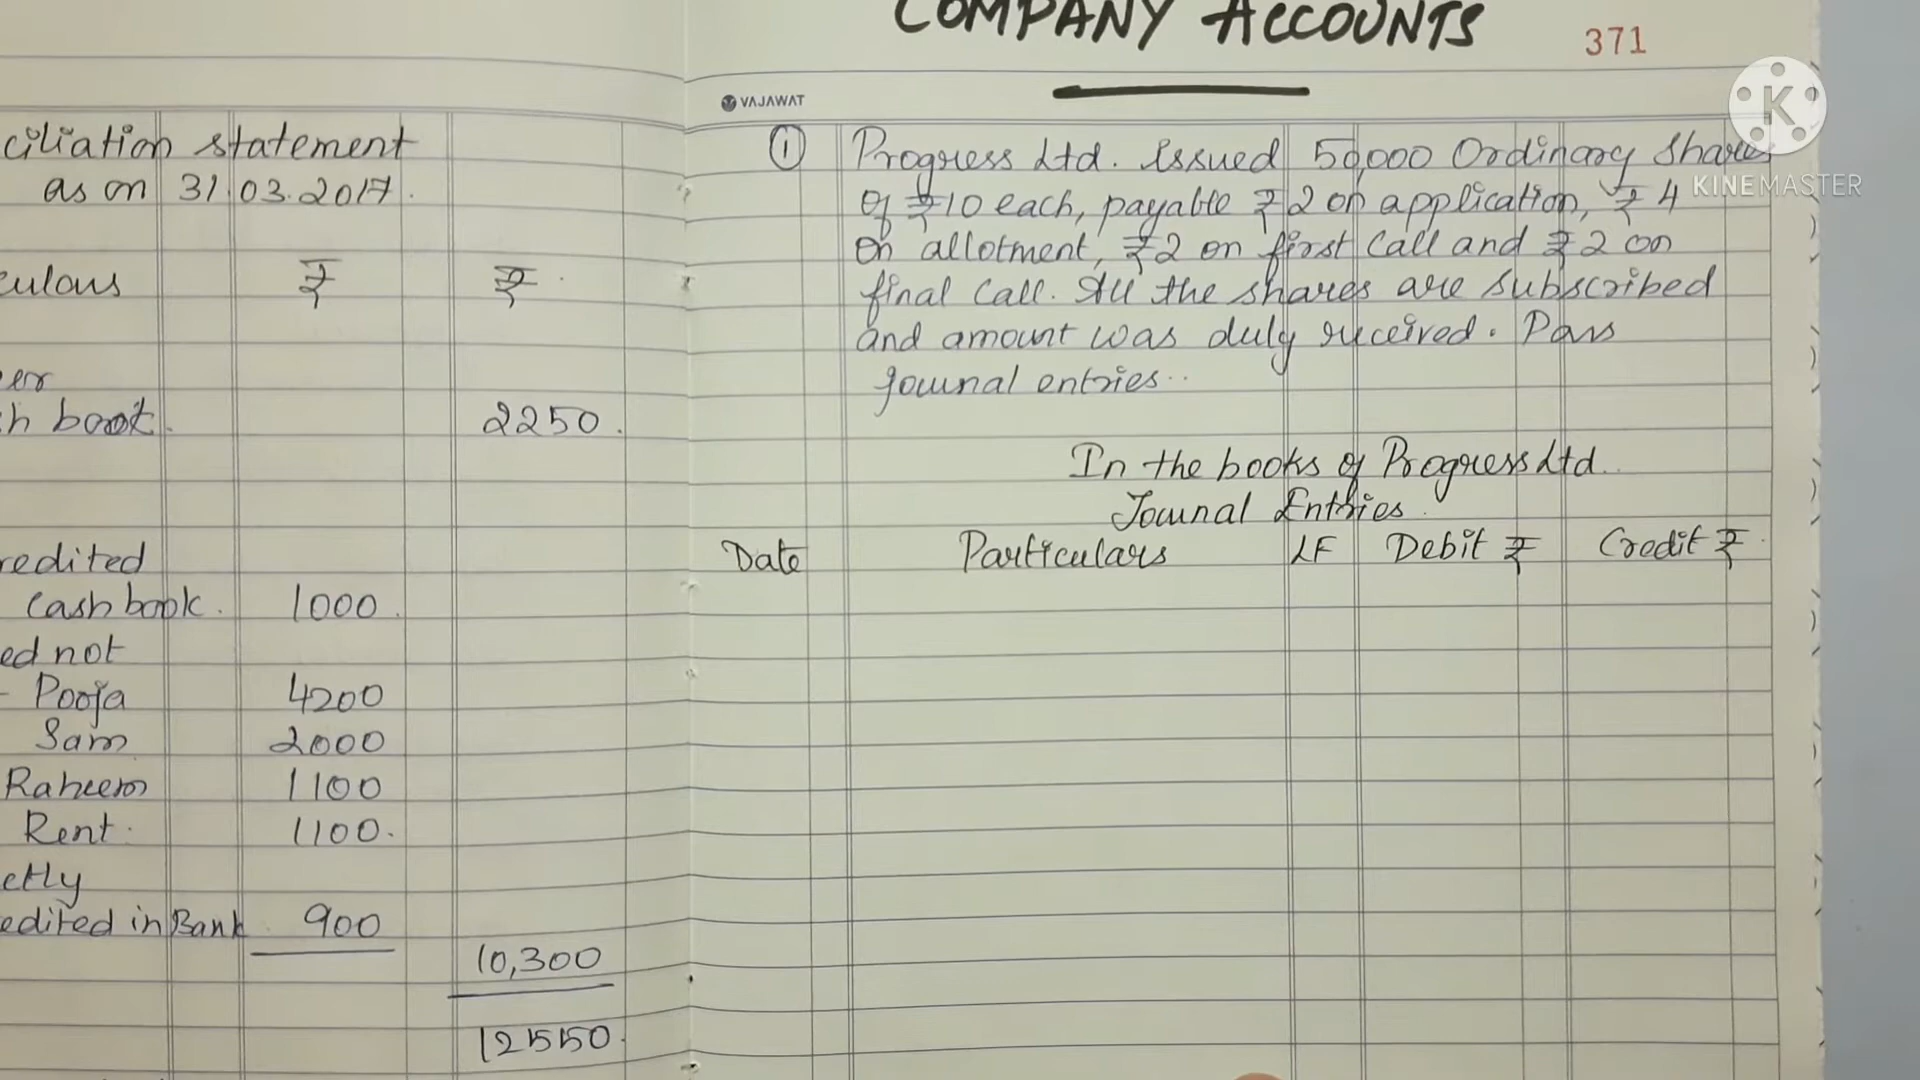 COMPANY ACCOUNTS
371
VAJAWAT
K
KINEMASTER
ciliation statement
as on 31.03.2017.
culars ₹ ₹
er
h book. 2250.
redited
Cash book. 1000.
ed not
- Pooja 4200
Sam 2000
Raheem 1100
Rent. 1100.
ectly
edited in Bank 900
10,300
12550.
① Progress Ltd. issued 50,000 Ordinary Shares
of ₹10 each, payable ₹2 on application, ₹4
on allotment, ₹2 on first call and ₹2 on
final call. All the shares are subscribed
and amount was duly received. Pass
journal entries..
In the books of Progress Ltd.
Journal Entries.
Date Particulars LF Debit ₹ Credit ₹